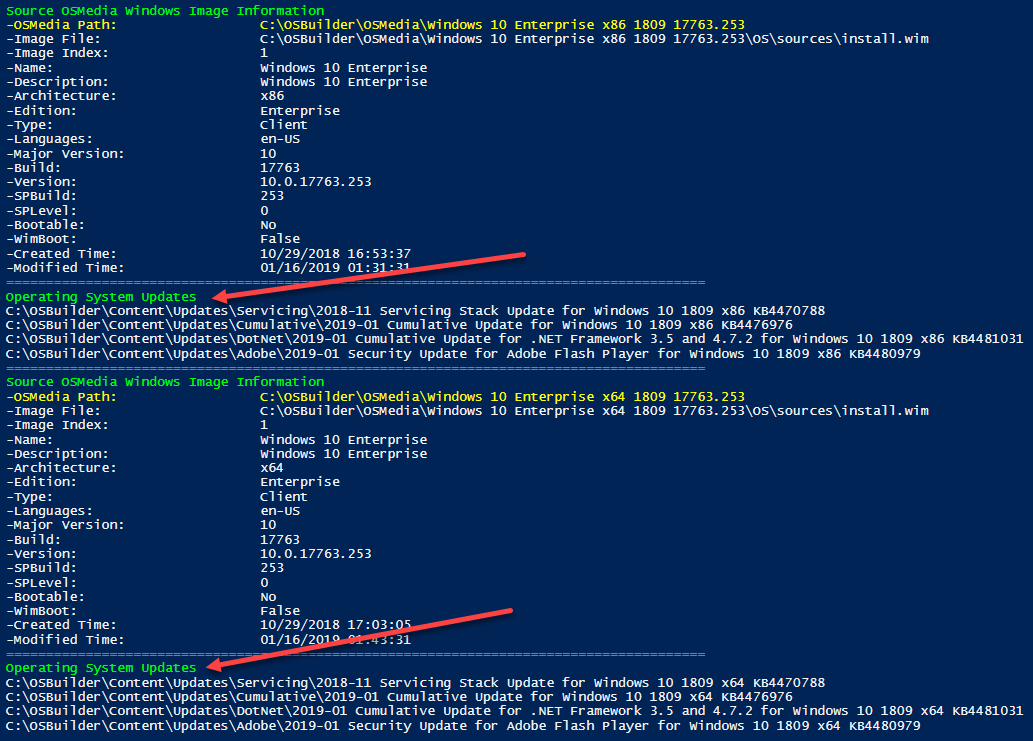 Source OSMedia Windows Image Information
-OSMedia Path: C:\OSBuilder\OSMedia\Windows 10 Enterprise x86 1809 17763.253
-Image File: C:\OSBuilder\OSMedia\Windows 10 Enterprise x86 1809 17763.253\OS\sources\install.wim
-Image Index: 1
-Name: Windows 10 Enterprise
-Description: Windows 10 Enterprise
-Architecture: x86
-Edition: Enterprise
-Type: Client
-Languages: en-US
-Major Version: 10
-Build: 17763
-Version: 10.0.17763.253
-SPBuild: 253
-SPLevel: 0
-Bootable: No
-WimBoot: False
-Created Time: 10/29/2018 16:53:37
-Modified Time: 01/16/2019 01:31:31
========================================================================================
Operating System Updates
C:\OSBuilder\Content\Updates\Servicing\2018-11 Servicing Stack Update for Windows 10 1809 x86 KB4470788
C:\OSBuilder\Content\Updates\Cumulative\2019-01 Cumulative Update for Windows 10 1809 x86 KB4476976
C:\OSBuilder\Content\Updates\DotNet\2019-01 Cumulative Update for .NET Framework 3.5 and 4.7.2 for Windows 10 1809 x86 KB4481031
C:\OSBuilder\Content\Updates\Adobe\2019-01 Security Update for Adobe Flash Player for Windows 10 1809 x86 KB4480979
========================================================================================
Source OSMedia Windows Image Information
-OSMedia Path: C:\OSBuilder\OSMedia\Windows 10 Enterprise x64 1809 17763.253
-Image File: C:\OSBuilder\OSMedia\Windows 10 Enterprise x64 1809 17763.253\OS\sources\install.wim
-Image Index: 1
-Name: Windows 10 Enterprise
-Description: Windows 10 Enterprise
-Architecture: x64
-Edition: Enterprise
-Type: Client
-Languages: en-US
-Major Version: 10
-Build: 17763
-Version: 10.0.17763.253
-SPBuild: 253
-SPLevel: 0
-Bootable: No
-WimBoot: False
-Created Time: 10/29/2018 17:03:05
-Modified Time: 01/16/2019 01:43:31
========================================================================================
Operating System Updates
C:\OSBuilder\Content\Updates\Servicing\2018-11 Servicing Stack Update for Windows 10 1809 x64 KB4470788
C:\OSBuilder\Content\Updates\Cumulative\2019-01 Cumulative Update for Windows 10 1809 x64 KB4476976
C:\OSBuilder\Content\Updates\DotNet\2019-01 Cumulative Update for .NET Framework 3.5 and 4.7.2 for Windows 10 1809 x64 KB4481031
C:\OSBuilder\Content\Updates\Adobe\2019-01 Security Update for Adobe Flash Player for Windows 10 1809 x64 KB4480979